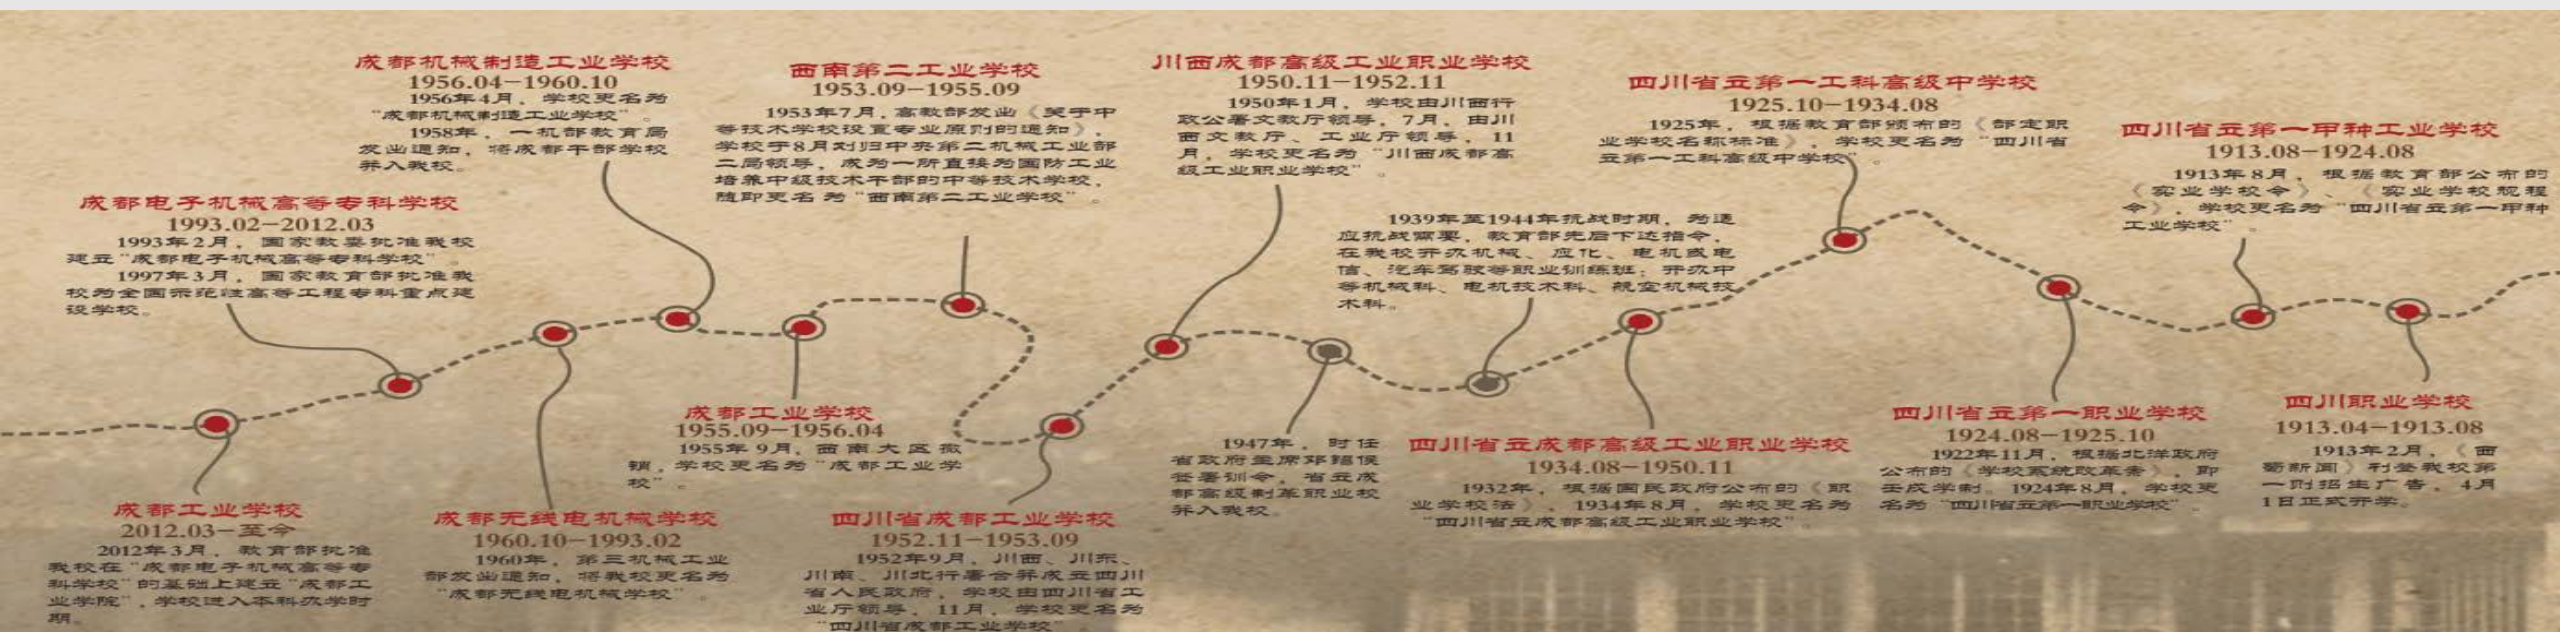 成都机械制造工业学校
1956.04—1960.10
1956年4月，学校更名为
“成都机械制造工业学校”。
1958年，一机部教育局
发出通知，将成都干部学校
并入我校。
西南第二工业学校
1953.09—1955.09
1953年7月，高教部发出《关于中
等技术学校设置专业原则的通知》，
学校于8月划归中央第二机械工业部
二局领导，成为一所直接为国防工业
培养中级技术干部的中等技术学校，
随即更名为“西南第二工业学校”。
川西成都高级工业职业学校
1950.11—1952.11
1950年1月，学校由川西行
政公署文教厅领导，7月，由川
西文教厅、工业厅领导，11
月，学校更名为“川西成都高
级工业职业学校”。
四川省立第一工科高级中学校
1925.10—1934.08
1925年，根据教育部颁布的《部定职
业学校名称标准》，学校更名为“四川省
立第一工科高级中学校”。
四川省立第一甲种工业学校
1913.08—1924.08
1913年8月，根据教育部公布的
《实业学校令》、《实业学校规程
令》，学校更名为“四川省立第一甲种
工业学校”。
成都电子机械高等专科学校
1993.02—2012.03
1993年2月，国家教委批准我校
建立“成都电子机械高等专科学校”。
1997年3月，国家教育部批准我
校为全国示范性高等工程专科重点建
设学校。
1939年至1944年抗战时期，为适
应抗战需要，教育部先后下达指令，
在我校开办机械、应化、电机或电
信、汽车驾驶等职业训练班；开办中
等机械科、电机技术科、航空机械技
术科。
成都工业学校
1955.09—1956.04
1955年9月，西南大区撤
销，学校更名为“成都工业学
校”。
1947年，时任
省政府主席邓锡侯
签署训令，省立成
都高级制革职业校
并入我校。
四川省立成都高级工业职业学校
1934.08—1950.11
1932年，根据国民政府公布的《职
业学校法》，1934年8月，学校更名为
“四川省立成都高级工业职业学校”。
四川省立第一职业学校
1924.08—1925.10
1922年11月，根据北洋政府
公布的《学校系统改革令》，即
壬戌学制。1924年8月，学校更
名为“四川省立第一职业学校”。
四川职业学校
1913.04—1913.08
1913年2月，《西
蜀新闻》刊登我校第
一则招生广告，4月
1日正式开学。
成都工业学校
2012.03—至今
2012年3月，教育部批准
我校在“成都电子机械高等专
科学校”的基础上建立“成都工
业学院”，学校进入本科办学时
期。
成都无线电机械学校
1960.10—1993.02
1960年，第三机械工业
部发出通知，将我校更名为
“成都无线电机械学校”。
四川省成都工业学校
1952.11—1953.09
1952年9月，川西、川东、
川南、川北行署合并成立四川
省人民政府，学校由四川省工
业厅领导，11月，学校更名为
“四川省成都工业学校”